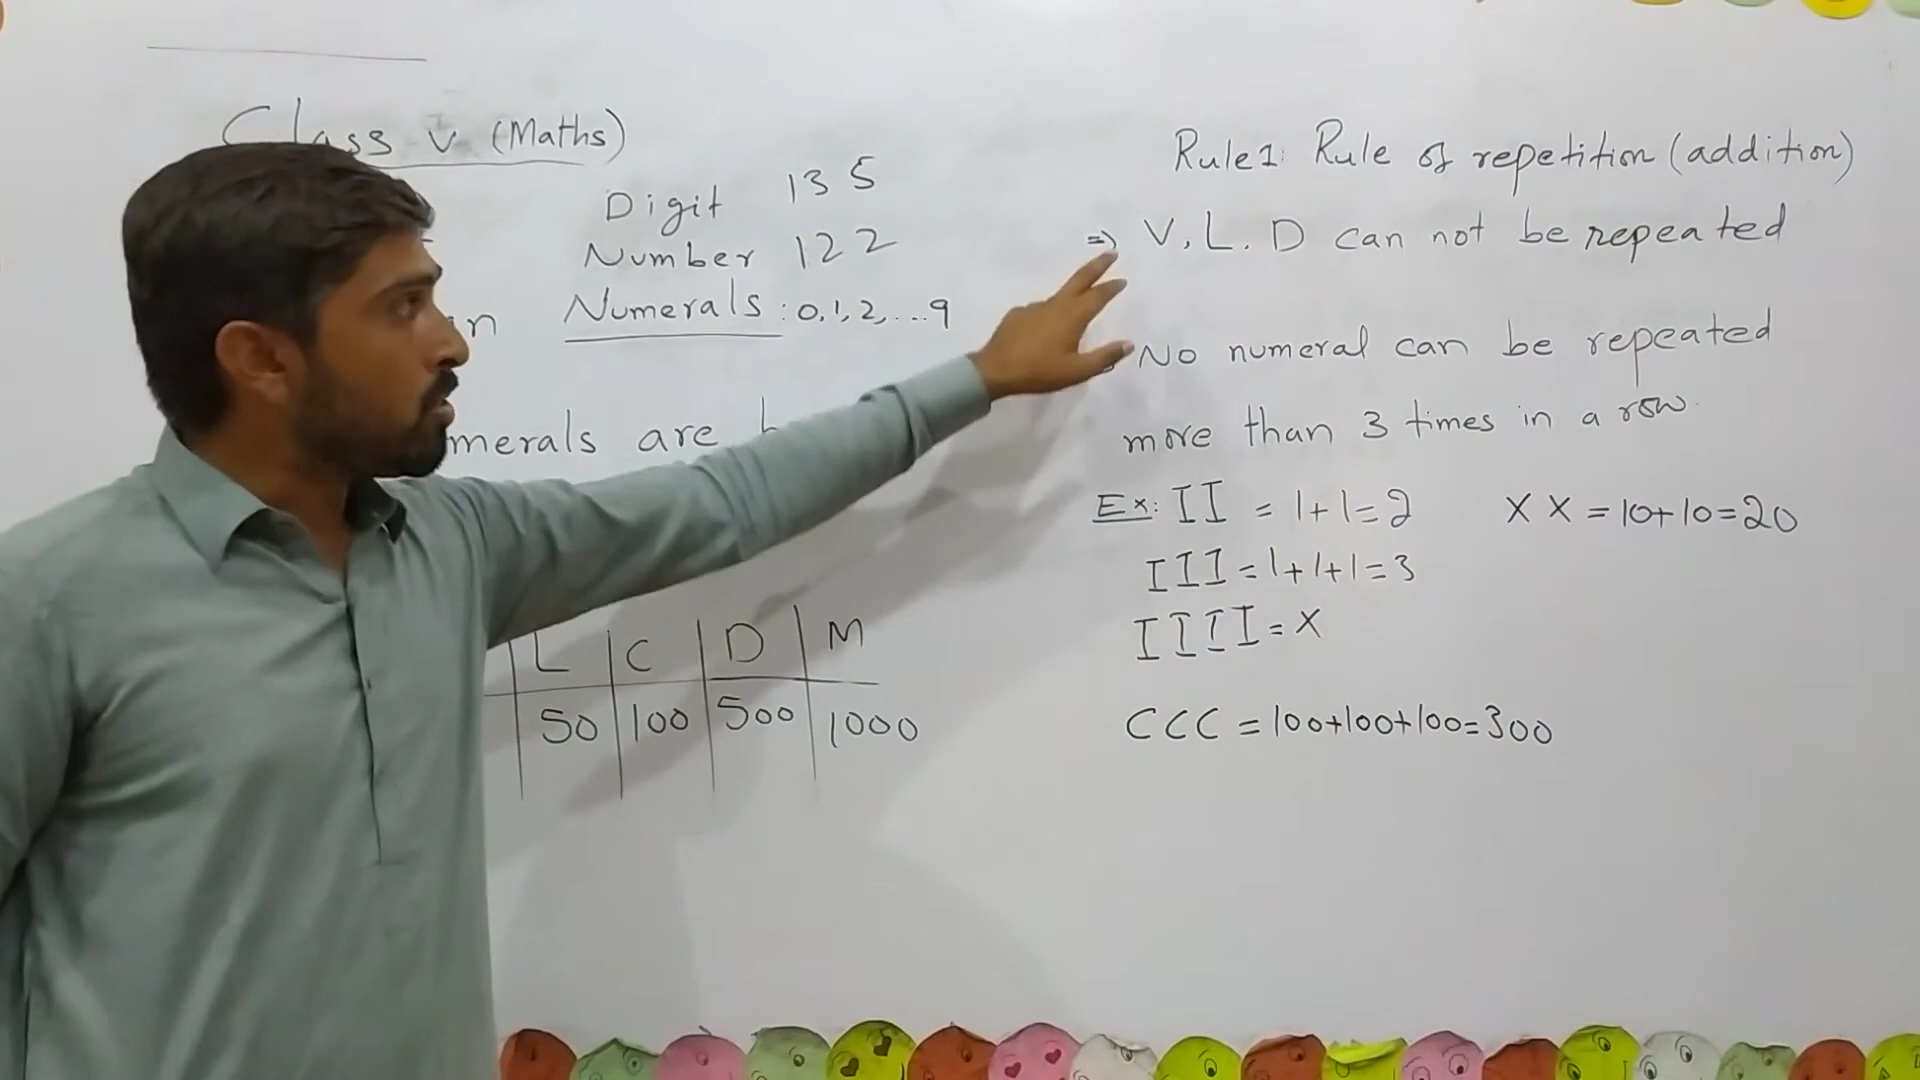 Class V (Maths)
Digit 135
Number 122
Numerals : 0,1,2,...9
merals are
L C D M
50 100 500 1000
Rule1: Rule of repetition (addition)
⇒ V, L, D can not be repeated
No numeral can be repeated
more than 3 times in a row.
Ex: II = 1+1=2 XX = 10+10=20
III = 1+1+1=3
IIII = X
CCC = 100+100+100=300